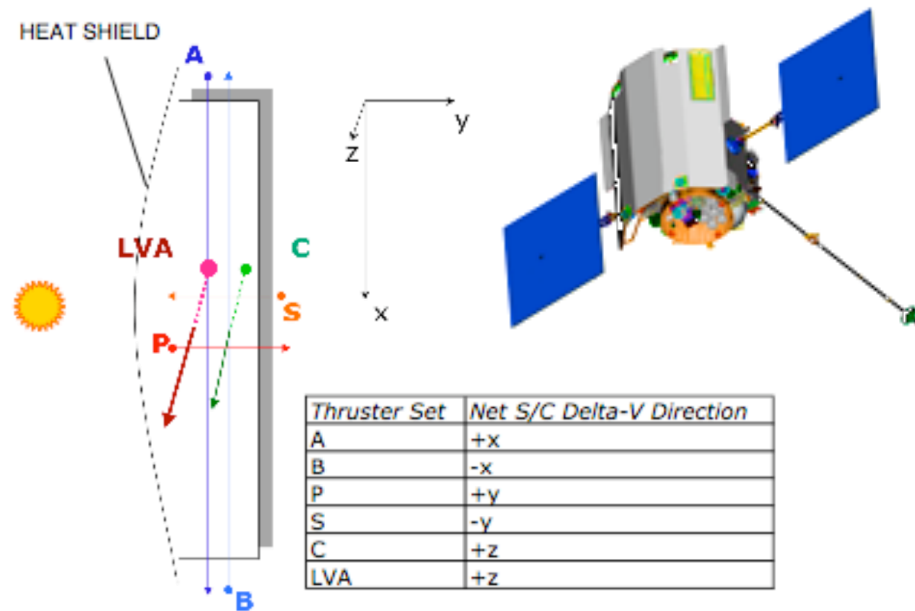 HEAT SHIELD
A
y
z
LVA
C
S
x
P
B
Thruster Set Net S/C Delta-V Direction
A +x
B -x
P +y
S -y
C +z
LVA +z